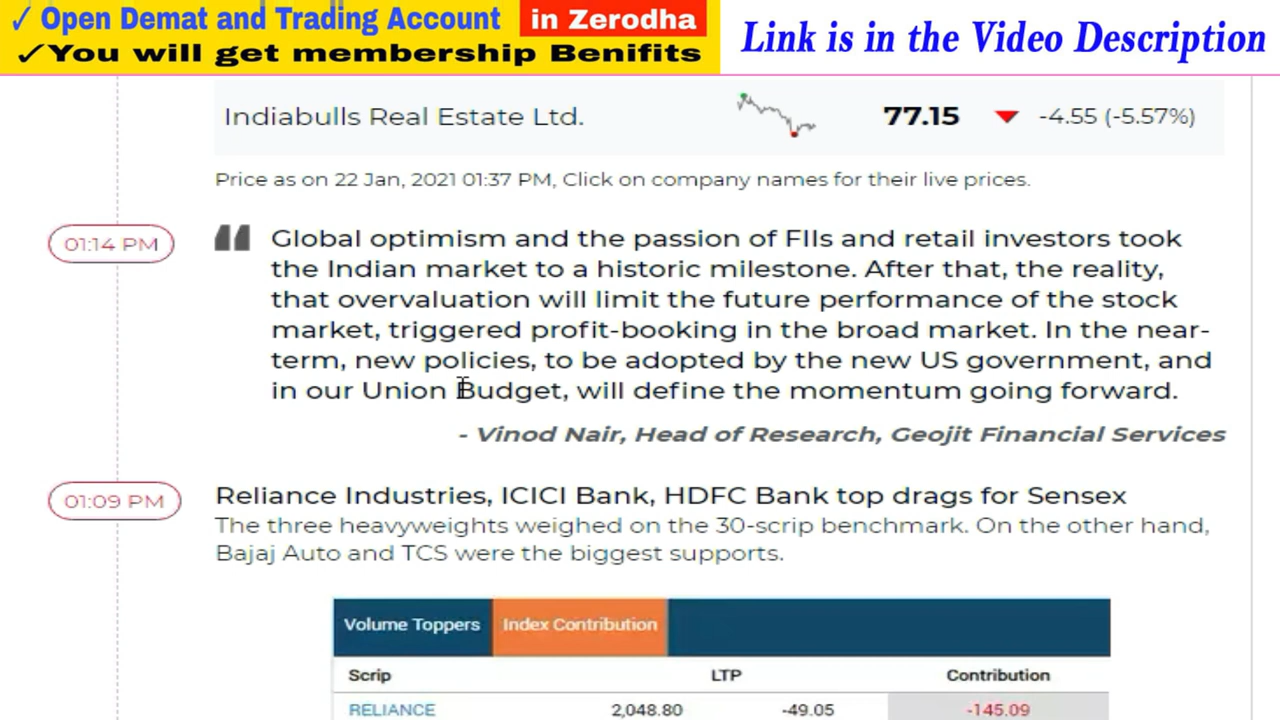 ✓ Open Demat and Trading Account in Zerodha
✓You will get membership Benifits
Link is in the Video Description
Indiabulls Real Estate Ltd. 77.15 ▼ -4.55 (-5.57%)
Price as on 22 Jan, 2021 01:37 PM, Click on company names for their live prices.
01:14 PM
Global optimism and the passion of FIIs and retail investors took
the Indian market to a historic milestone. After that, the reality,
that overvaluation will limit the future performance of the stock
market, triggered profit-booking in the broad market. In the near-
term, new policies, to be adopted by the new US government, and
in our Union Budget, will define the momentum going forward.
- Vinod Nair, Head of Research, Geojit Financial Services
01:09 PM
Reliance Industries, ICICI Bank, HDFC Bank top drags for Sensex
The three heavyweights weighed on the 30-scrip benchmark. On the other hand,
Bajaj Auto and TCS were the biggest supports.
Volume Toppers Index Contribution
Scrip LTP Contribution
RELIANCE 2,048.80 -49.05 -145.09